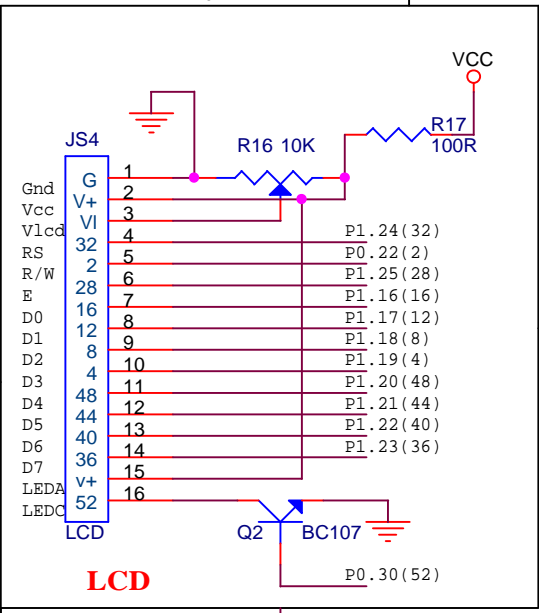 VCC
R17
100R
JS4
R16 10K
Gnd G 1
Vcc V+ 2
Vlcd VI 3
RS 32 4 P1.24(32)
R/W 2 5 P0.22(2)
E 28 6 P1.25(28)
D0 16 7 P1.16(16)
D1 12 8 P1.17(12)
D2 8 9 P1.18(8)
D3 4 10 P1.19(4)
D4 48 11 P1.20(48)
D5 44 12 P1.21(44)
D6 40 13 P1.22(40)
D7 36 14 P1.23(36)
LEDA v+ 15
LEDC 52 16
LCD
Q2 BC107
LCD
P0.30(52)